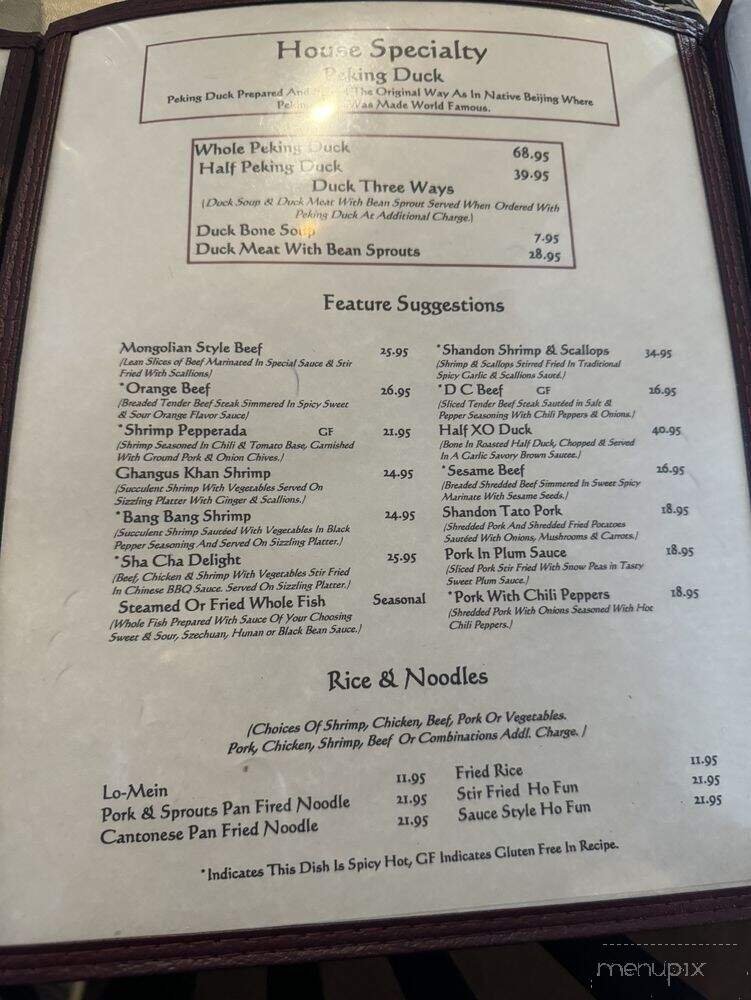 House Specialty
Peking Duck
Peking Duck Prepared And The Original Way As In Native Beijing Where
Was Made World Famous.
Whole Peking Duck 68.95
Half Peking Duck 39.95
Duck Three Ways
(Duck Soup & Duck Meat With Bean Sprout Served When Ordered With
Peking Duck At Additional Charge.)
Duck Bone Soup 7.95
Duck Meat With Bean Sprouts 28.95
Feature Suggestions
Mongolian Style Beef 25.95
(Lean Slices of Beef Marinated In Special Sauce & Stir
Fried With Scallions)
*Orange Beef 26.95
(Breaded Tender Beef Steak Simmered In Spicy Sweet
& Sour Orange Flavor Sauce)
*Shrimp Pepperada GF 21.95
(Shrimp Seasoned In Chili & Tomato Base, Garnished
With Ground Pork & Onion Chives.)
Ghangus Khan Shrimp 24.95
(Succulent Shrimp With Vegetables Served On
Sizzling Platter With Ginger & Scallions.)
*Bang Bang Shrimp 24.95
(Succulent Shrimp Sautéed With Vegetables In Black
Pepper Seasoning And Served On Sizzling Platter.)
*Sha Cha Delight 25.95
(Beef, Chicken & Shrimp With Vegetables Stir Fried
In Chinese BBQ Sauce. Served On Sizzling Platter.)
Steamed Or Fried Whole Fish Seasonal
(Whole Fish Prepared With Sauce Of Your Choosing
Sweet & Sour, Szechuan, Hunan or Black Bean Sauce.)
*Shandon Shrimp & Scallops 34.95
(Shrimp & Scallops Stirred Fried In Traditional
Spicy Garlic & Scallions Sauté.)
*D C Beef GF 26.95
(Sliced Tender Beef Steak Sautéed in Salt &
Pepper Seasoning With Chili Peppers & Onions.)
Half XO Duck 40.95
(Bone In Roasted Half Duck, Chopped & Served
In A Garlic Savory Brown Sautee.)
*Sesame Beef 26.95
(Breaded Shredded Beef Simmered In Sweet Spicy
Marinate With Sesame Seeds.)
Shandon Tato Pork 18.95
(Shredded Pork And Shredded Fried Potatoes
Sautéed With Onions, Mushrooms & Carrots.)
Pork In Plum Sauce 18.95
(Sliced Pork Stir Fried With Snow Peas in Tasty
Sweet Plum Sauce.)
*Pork With Chili Peppers 18.95
(Shredded Pork With Onions Seasoned With Hot
Chili Peppers.)
Rice & Noodles
(Choices Of Shrimp, Chicken, Beef, Pork Or Vegetables.
Pork, Chicken, Shrimp, Beef Or Combinations Addl. Charge. )
Lo-Mein 11.95
Pork & Sprouts Pan Fired Noodle 21.95
Cantonese Pan Fried Noodle 21.95
Fried Rice 11.95
Stir Fried Ho Fun 21.95
Sauce Style Ho Fun 21.95
*Indicates This Dish Is Spicy Hot, GF Indicates Gluten Free In Recipe.
menupix